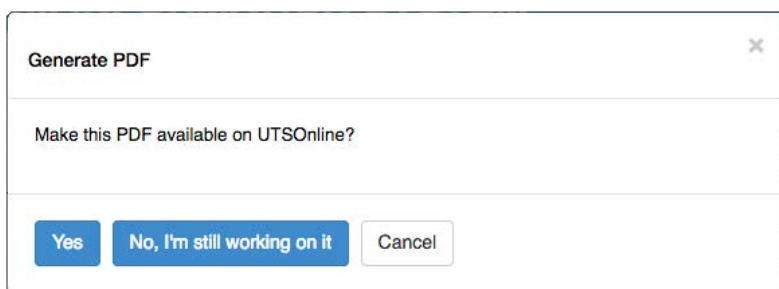 Generate PDF
×
Make this PDF available on UTSOnline?
Yes No, I'm still working on it Cancel